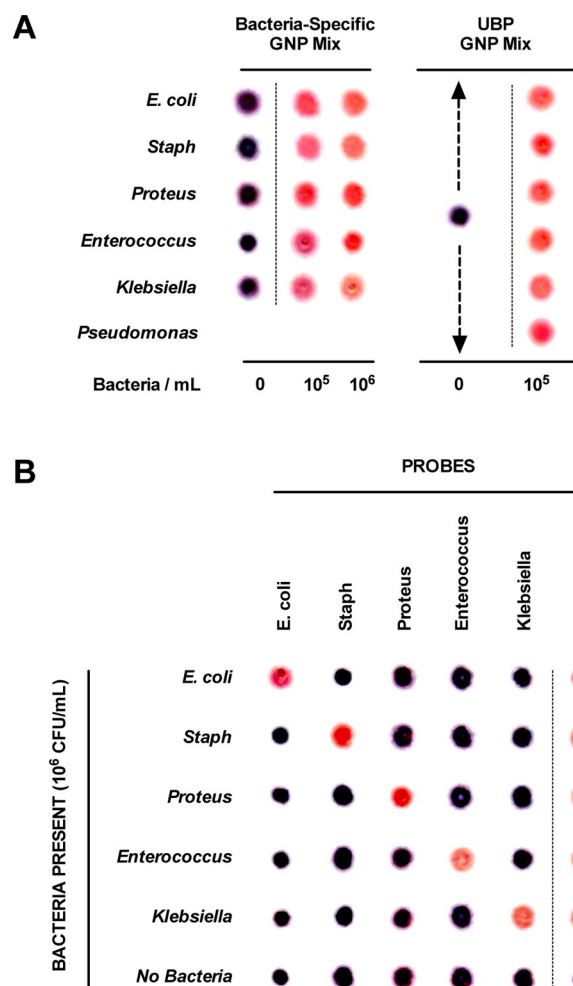 A
Bacteria-Specific
GNP Mix
UBP
GNP Mix
E. coli
Staph
Proteus
Enterococcus
Klebsiella
Pseudomonas
Bacteria / mL 0 10⁵ 10⁶ 0 10⁵
B
PROBES
E. coli Staph Proteus Enterococcus Klebsiella
BACTERIA PRESENT (10⁶ CFU/mL)
E. coli
Staph
Proteus
Enterococcus
Klebsiella
No Bacteria